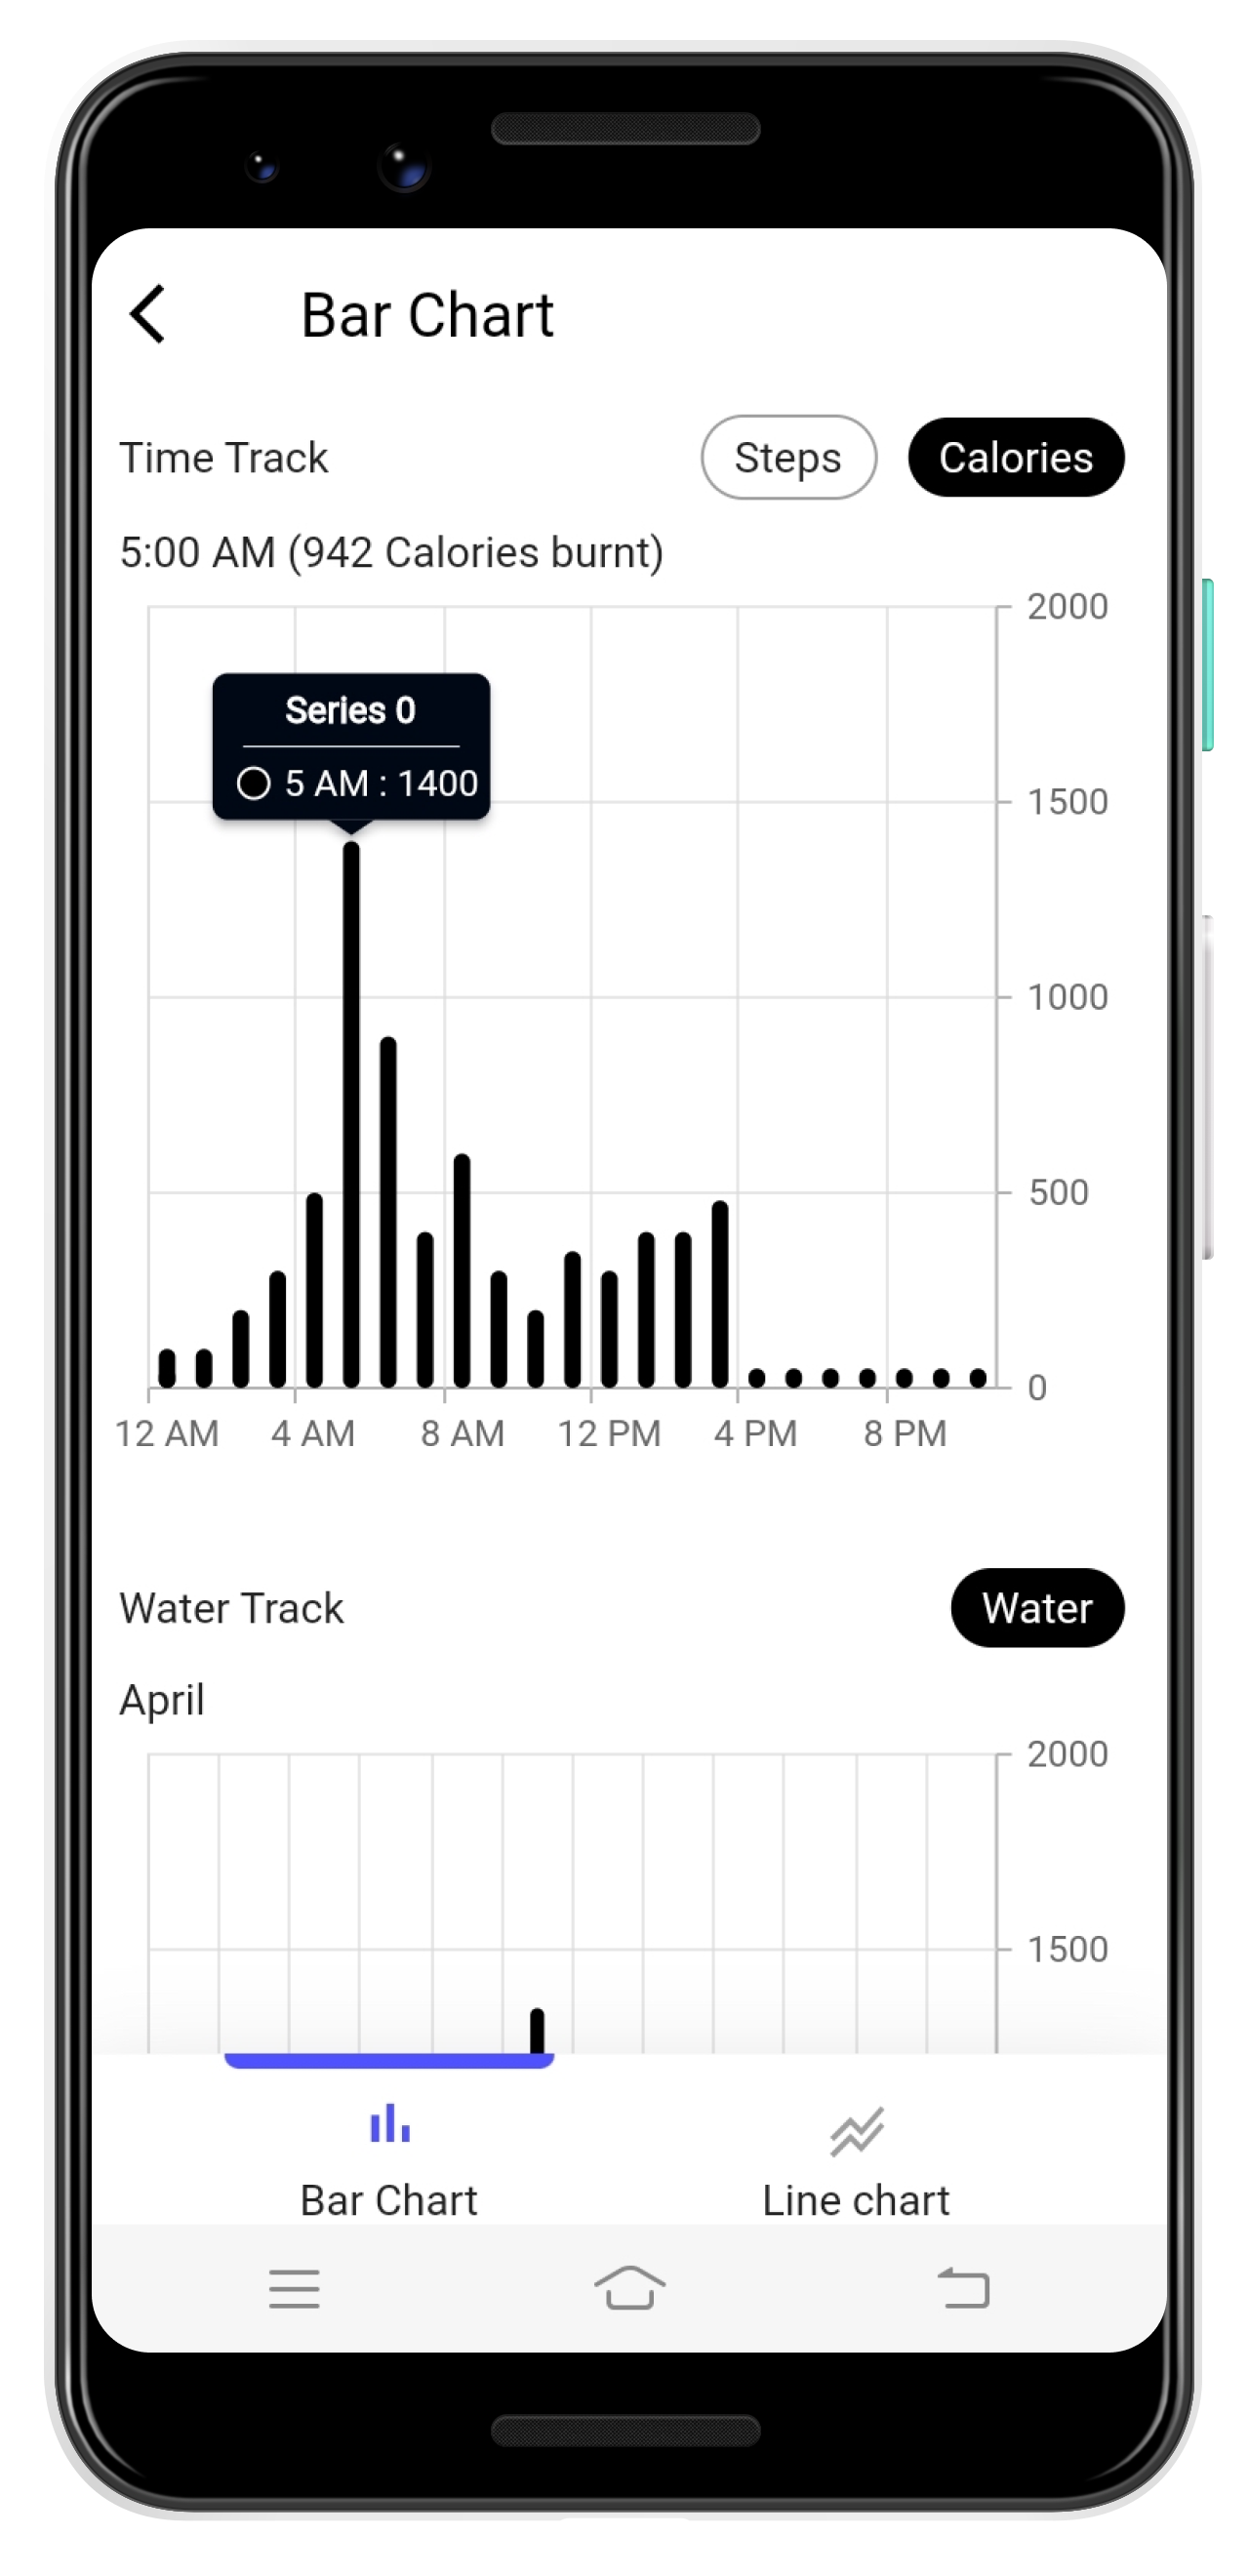 Bar Chart
Time Track
Steps
Calories
5:00 AM (942 Calories burnt)
2000
Series 0
5 AM : 1400
1500
1000
500
0
12 AM 4 AM 8 AM 12 PM 4 PM 8 PM
Water Track
Water
April
2000
1500
Bar Chart
Line chart